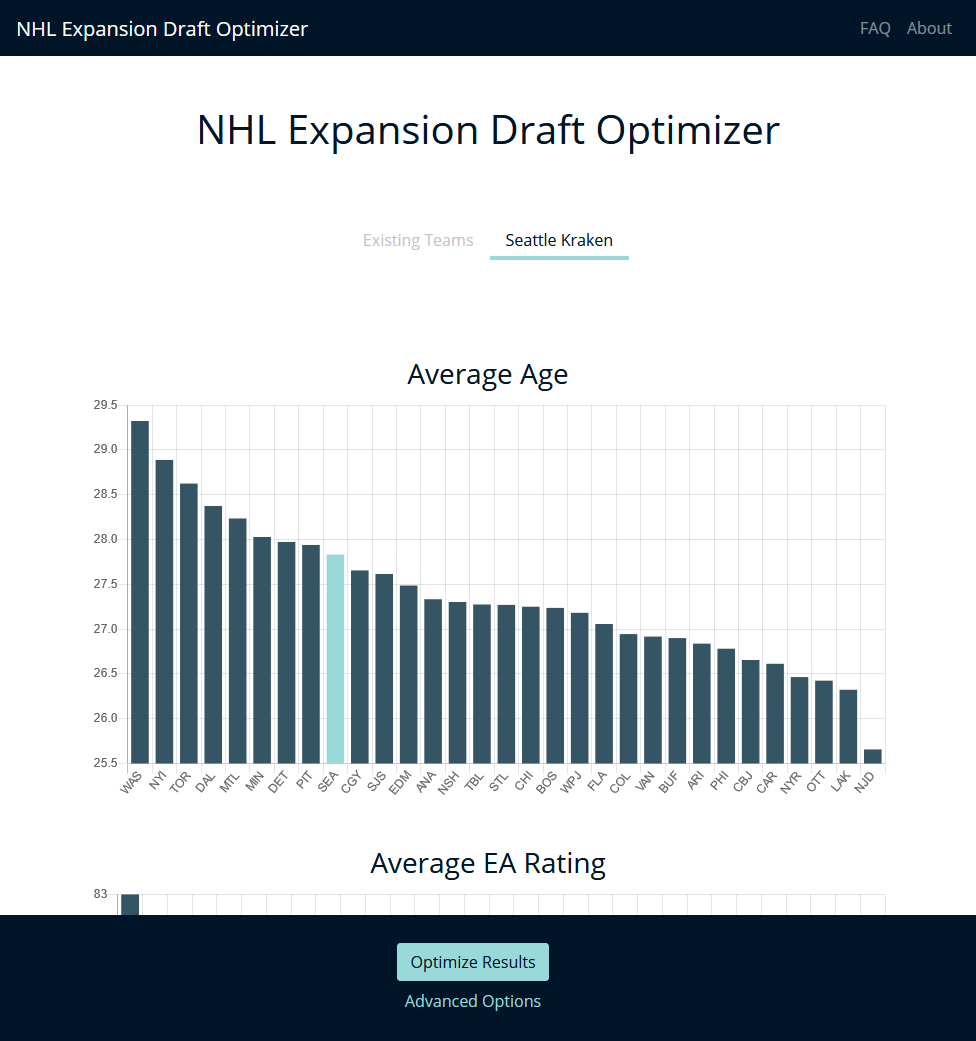 NHL Expansion Draft Optimizer FAQ About
NHL Expansion Draft Optimizer
Existing Teams Seattle Kraken
Average Age
29.5
29.0
28.5
28.0
27.5
27.0
26.5
26.0
25.5
WAS NYI TOR DAL MTL MIN DET PIT SEA CGY SJS EDM ANA NSH TBL STL CHI BOS WPJ FLA COL VAN BUF ARI PHI CBJ CAR NYR OTT LAK NJD
Average EA Rating
83
Optimize Results
Advanced Options